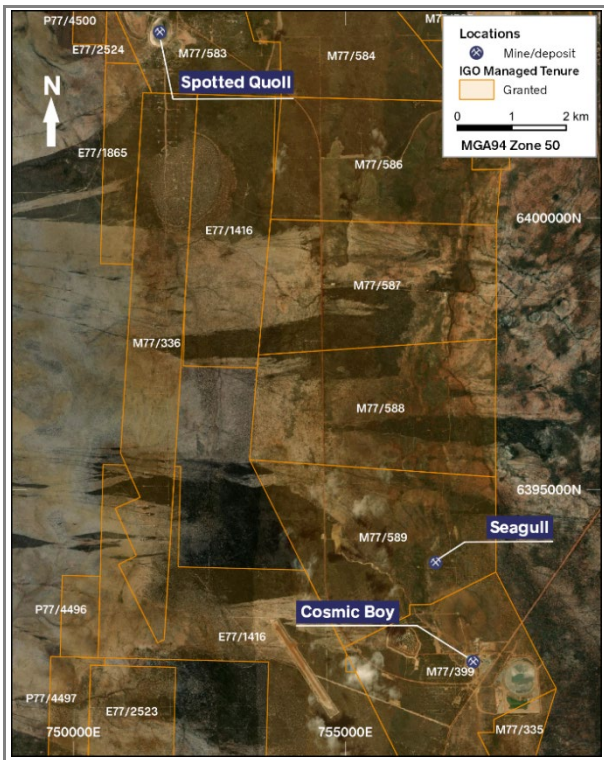 P77/4500
E77/2524
M77/583
M77/584
Spotted Quoll
Locations
Mine/deposit
IGO Managed Tenure
Granted
0 1 2 km
MGA94 Zone 50
N
E77/1865
M77/586
6400000N
E77/1416
M77/587
M77/336
M77/588
6395000N
Seagull
M77/589
Cosmic Boy
P77/4496
E77/1416
M77/399
P77/4497
E77/2523
M77/335
750000E
755000E